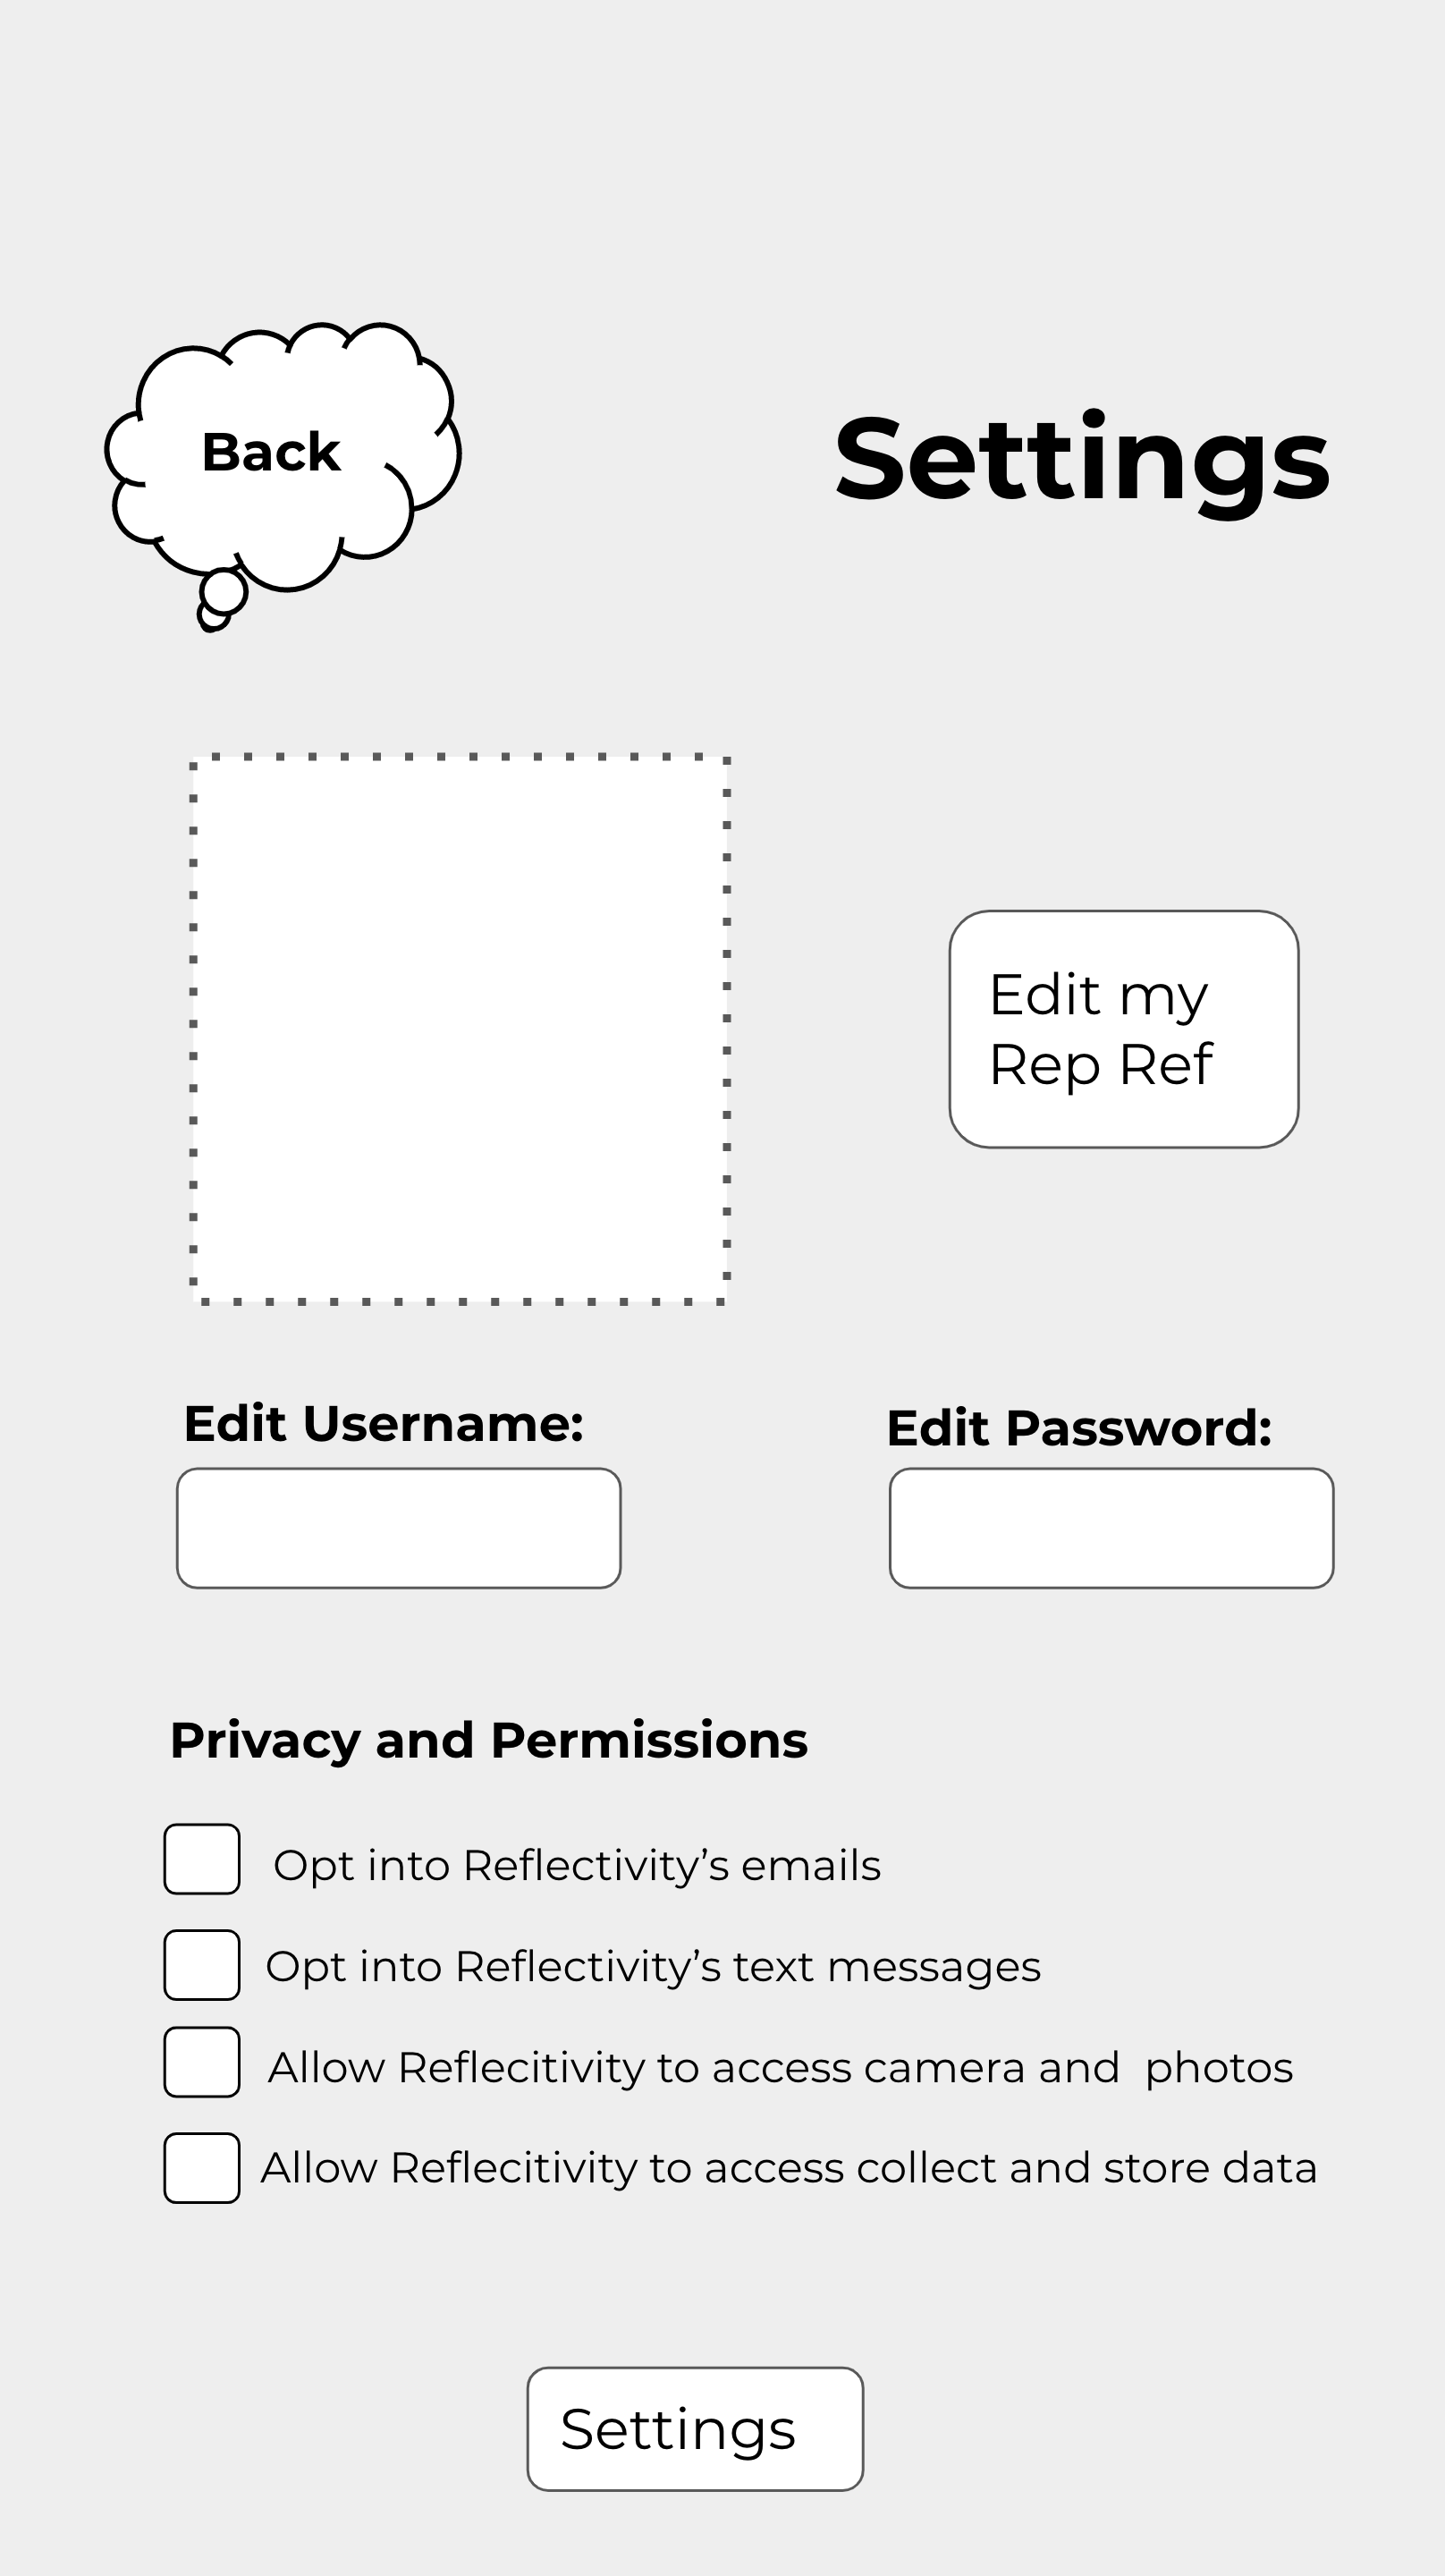 Back
Settings
Edit my
Rep Ref
Edit Username:
Edit Password:
Privacy and Permissions
Opt into Reflectivity’s emails
Opt into Reflectivity’s text messages
Allow Reflecitivity to access camera and  photos
Allow Reflecitivity to access collect and store data
Settings